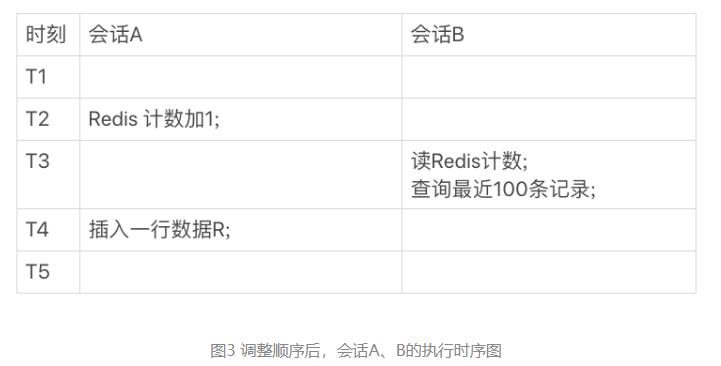 时刻 会话A 会话B
T1
T2 Redis 计数加1;
T3 读Redis计数;
查询最近100条记录;
T4 插入一行数据R;
T5
图3 调整顺序后，会话A、B的执行时序图